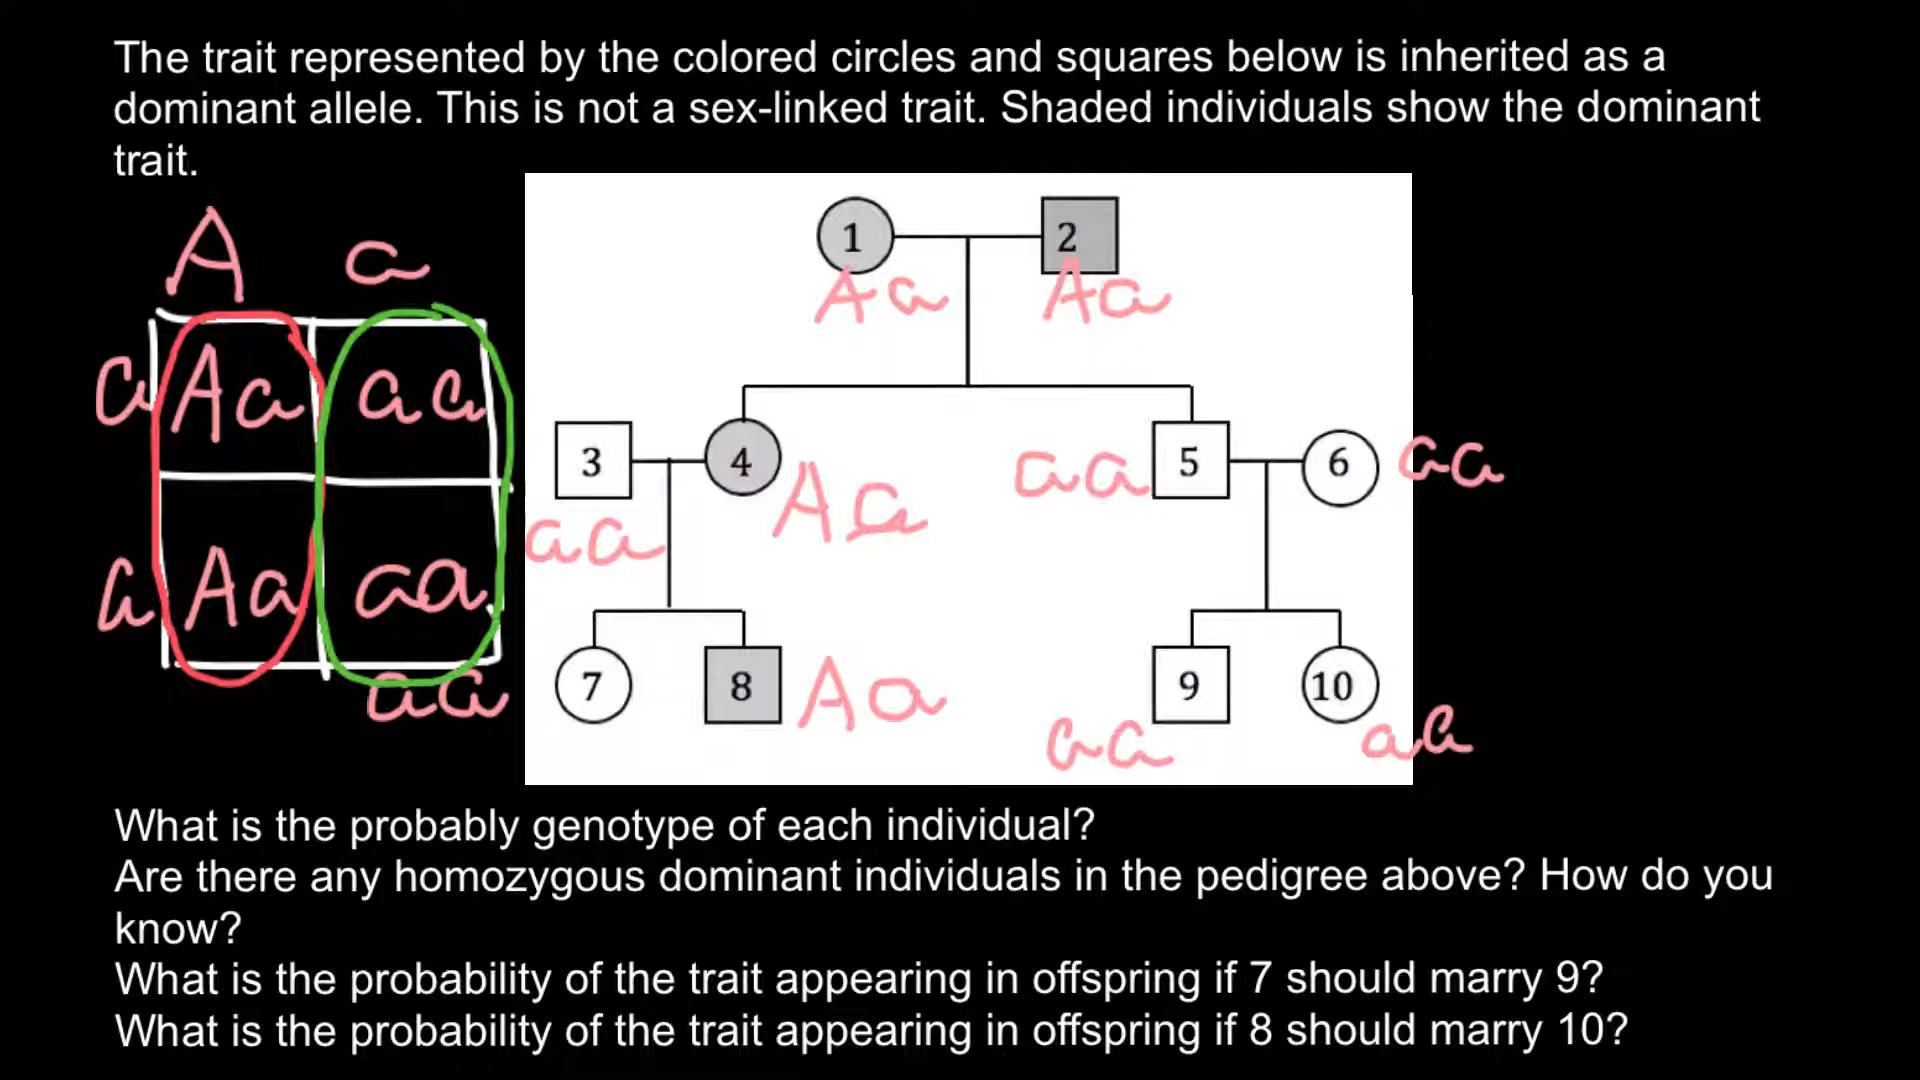 The trait represented by the colored circles and squares below is inherited as a
dominant allele. This is not a sex-linked trait. Shaded individuals show the dominant
trait.
A a
1 2
Aa Aa
a Aa aa
3 4 5 6
aa Aa aa aa
a Aa aa
7 8 9 10
aa Aa aa aa
What is the probably genotype of each individual?
Are there any homozygous dominant individuals in the pedigree above? How do you
know?
What is the probability of the trait appearing in offspring if 7 should marry 9?
What is the probability of the trait appearing in offspring if 8 should marry 10?